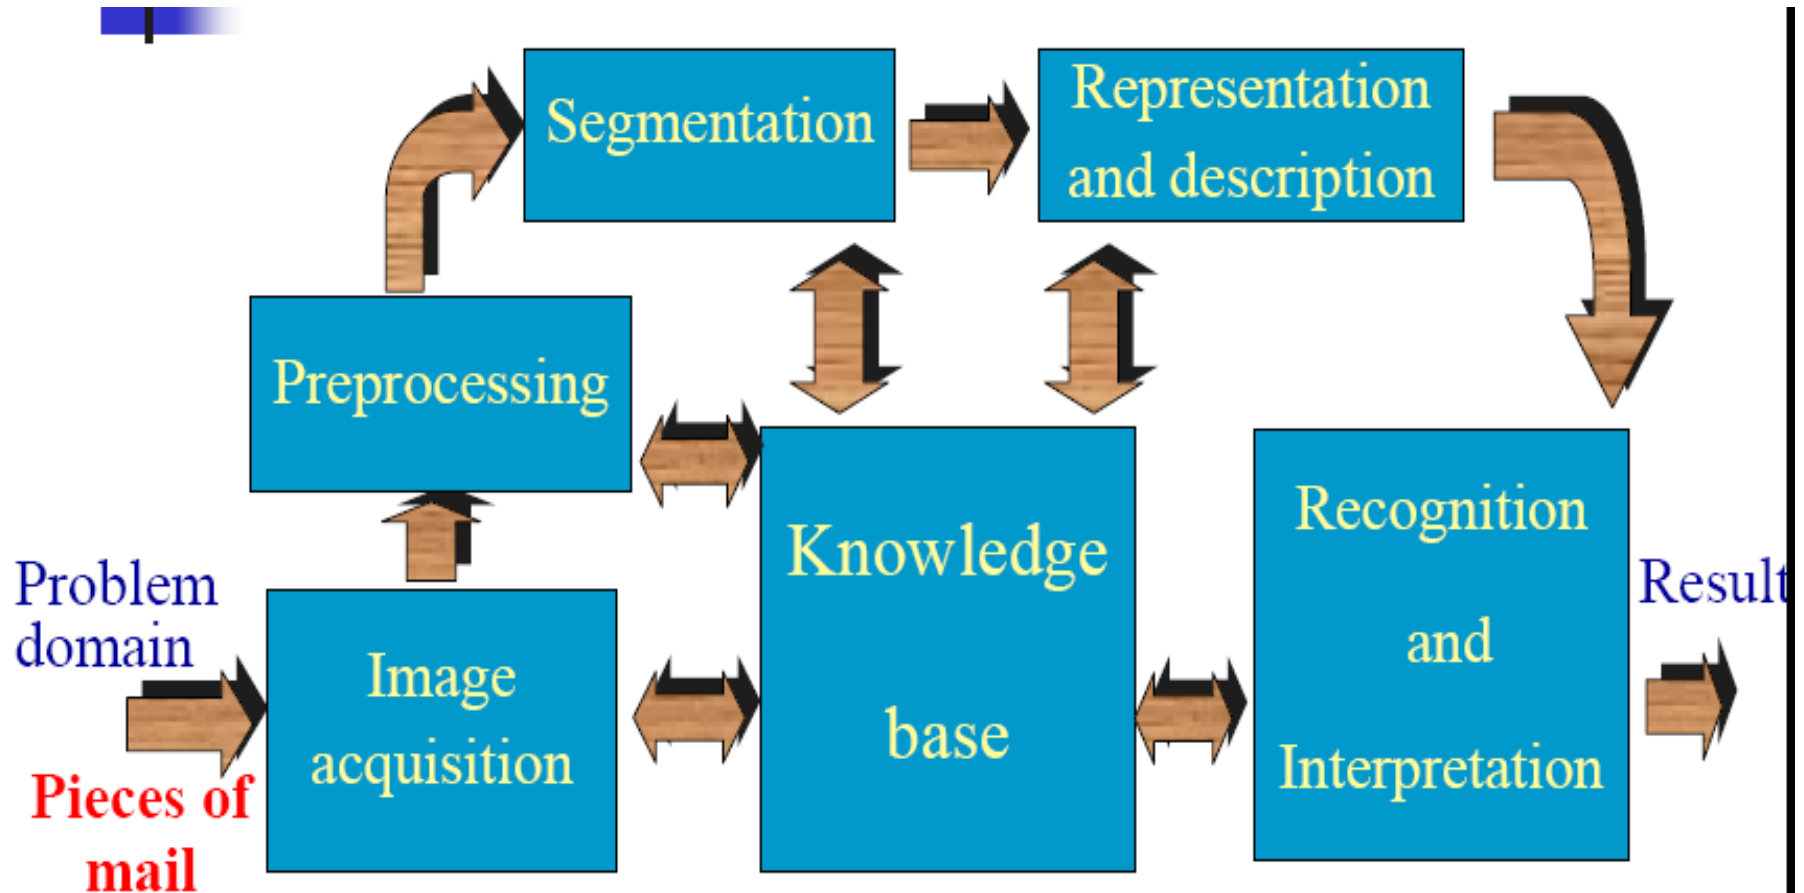 Segmentation
Representation
and description
Preprocessing
Knowledge
base
Recognition
and
Interpretation
Problem
domain
Image
acquisition
Result
Pieces of
mail